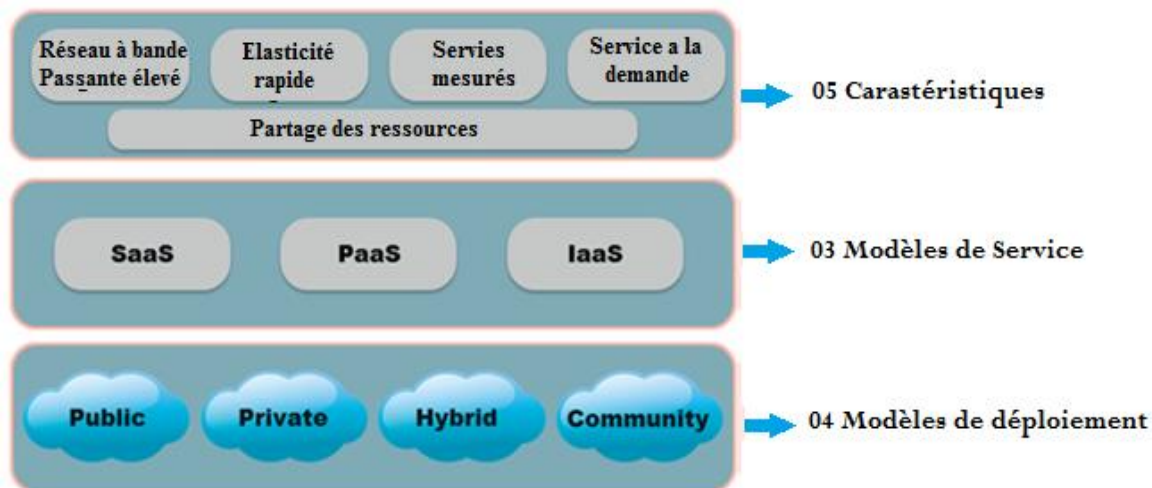 Réseau à bande
Passante élevé
Elasticité
rapide
Servies
mesurés
Service a la
demande
Partage des ressources
05 Carastéristiques
SaaS
PaaS
IaaS
03 Modèles de Service
Public
Private
Hybrid
Community
04 Modèles de déploiement